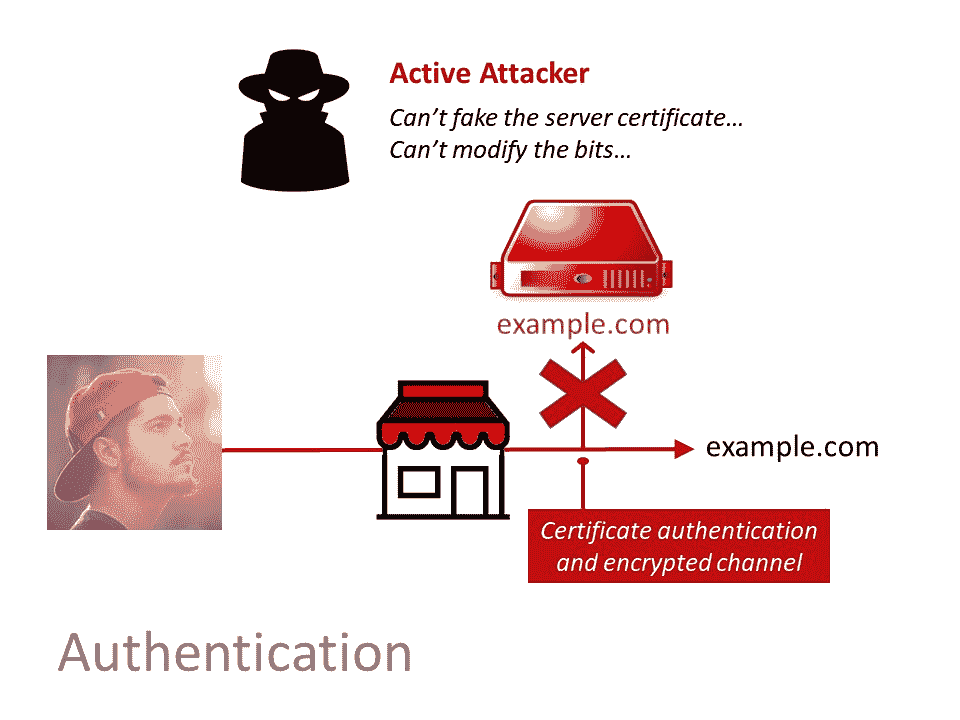 Active Attacker
Can’t fake the server certificate…
Can’t modify the bits…
example.com
example.com
Certificate authentication
and encrypted channel
Authentication